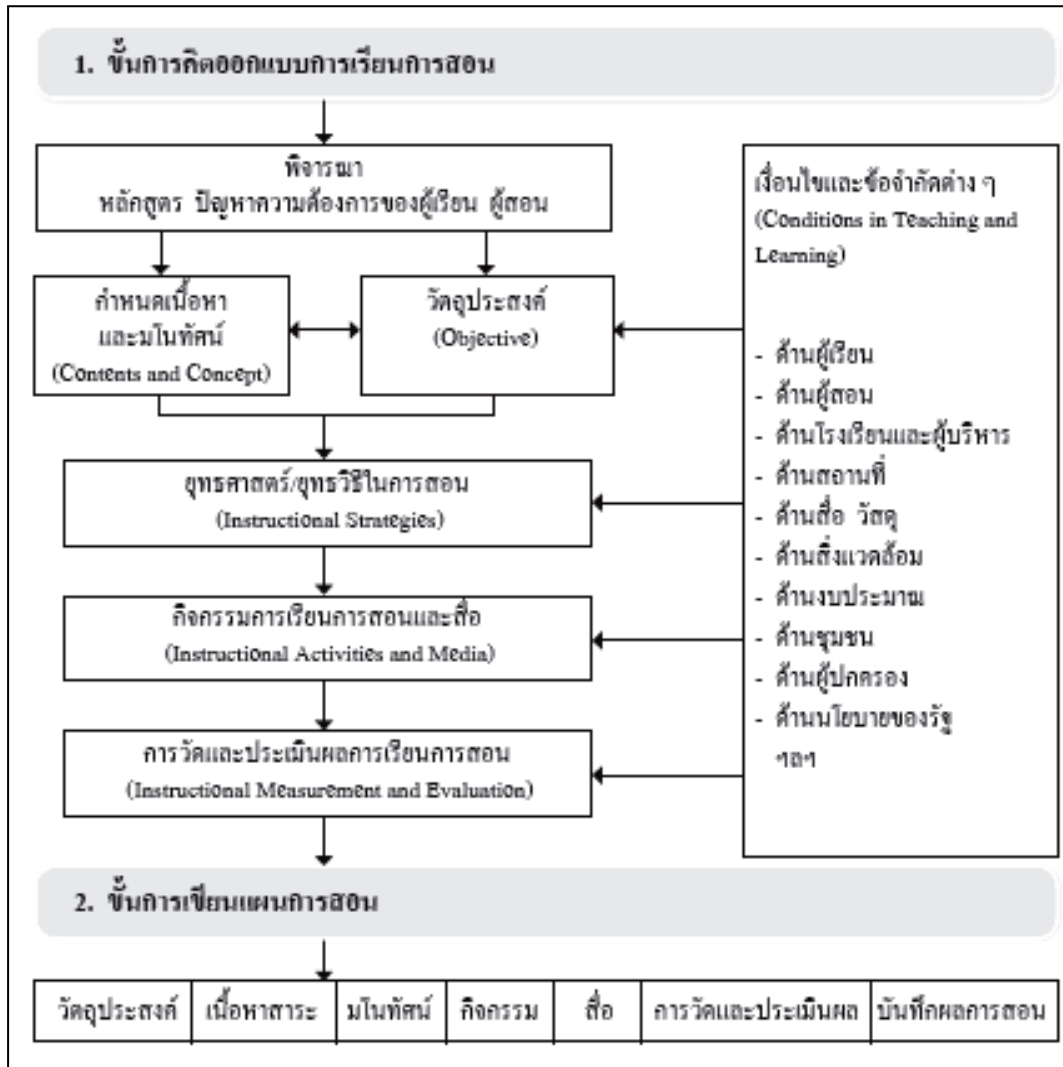 1. ขั้นการคิดออกแบบการเรียนการสอน
พิจารณา
หลักสูตร ปัญหาความต้องการของผู้เรียน ผู้สอน
กำหนดเนื้อหา
และมโนทัศน์
(Contents and Concept)
วัตถุประสงค์
(Objective)
ยุทธศาสตร์/ยุทธวิธีในการสอน
(Instructional Strategies)
กิจกรรมการเรียนการสอนและสื่อ
(Instructional Activities and Media)
การวัดและประเมินผลการเรียนการสอน
(Instructional Measurement and Evaluation)
เงื่อนไขและข้อจำกัดต่าง ๆ
(Conditions in Teaching and
Learning)
- ด้านผู้เรียน
- ด้านผู้สอน
- ด้านโรงเรียนและผู้บริหาร
- ด้านสถานที่
- ด้านสื่อ วัสดุ
- ด้านสิ่งแวดล้อม
- ด้านงบประมาณ
- ด้านชุมชน
- ด้านผู้ปกครอง
- ด้านนโยบายของรัฐ
ฯลฯ
2. ขั้นการเขียนแผนการสอน
วัตถุประสงค์ เนื้อหาสาระ มโนทัศน์ กิจกรรม สื่อ การวัดและประเมินผล บันทึกผลการสอน